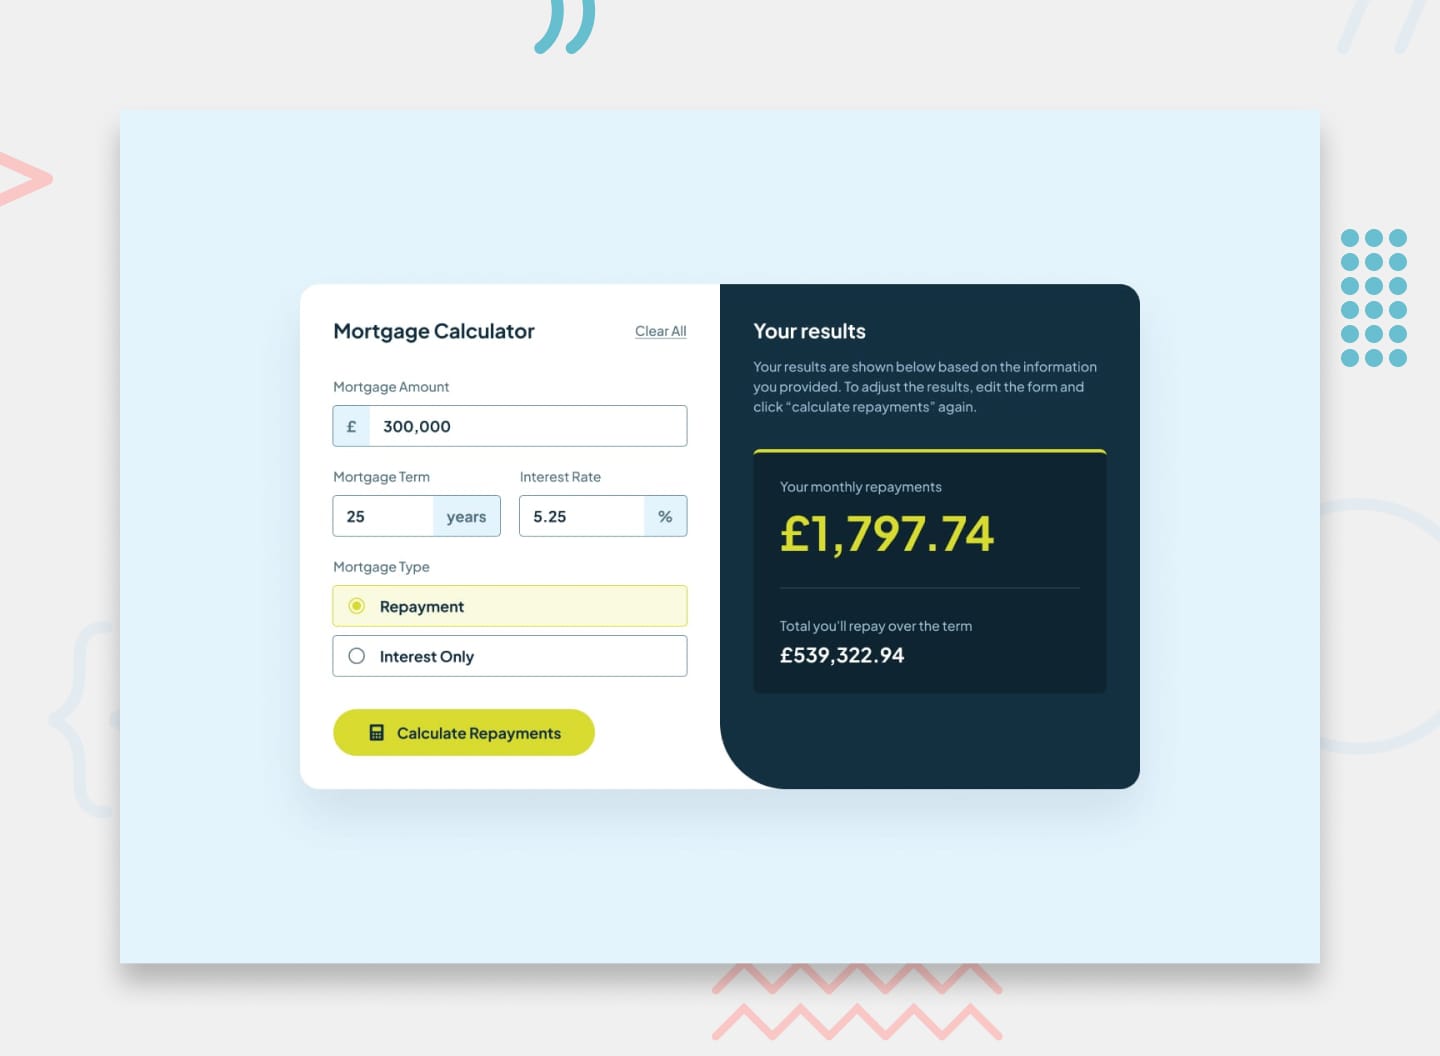 Mortgage Calculator
Clear All
Mortgage Amount
£ 300,000
Mortgage Term
25 years
Interest Rate
5.25 %
Mortgage Type
Repayment
Interest Only
Calculate Repayments
Your results
Your results are shown below based on the information
you provided. To adjust the results, edit the form and
click “calculate repayments” again.
Your monthly repayments
£1,797.74
Total you'll repay over the term
£539,322.94